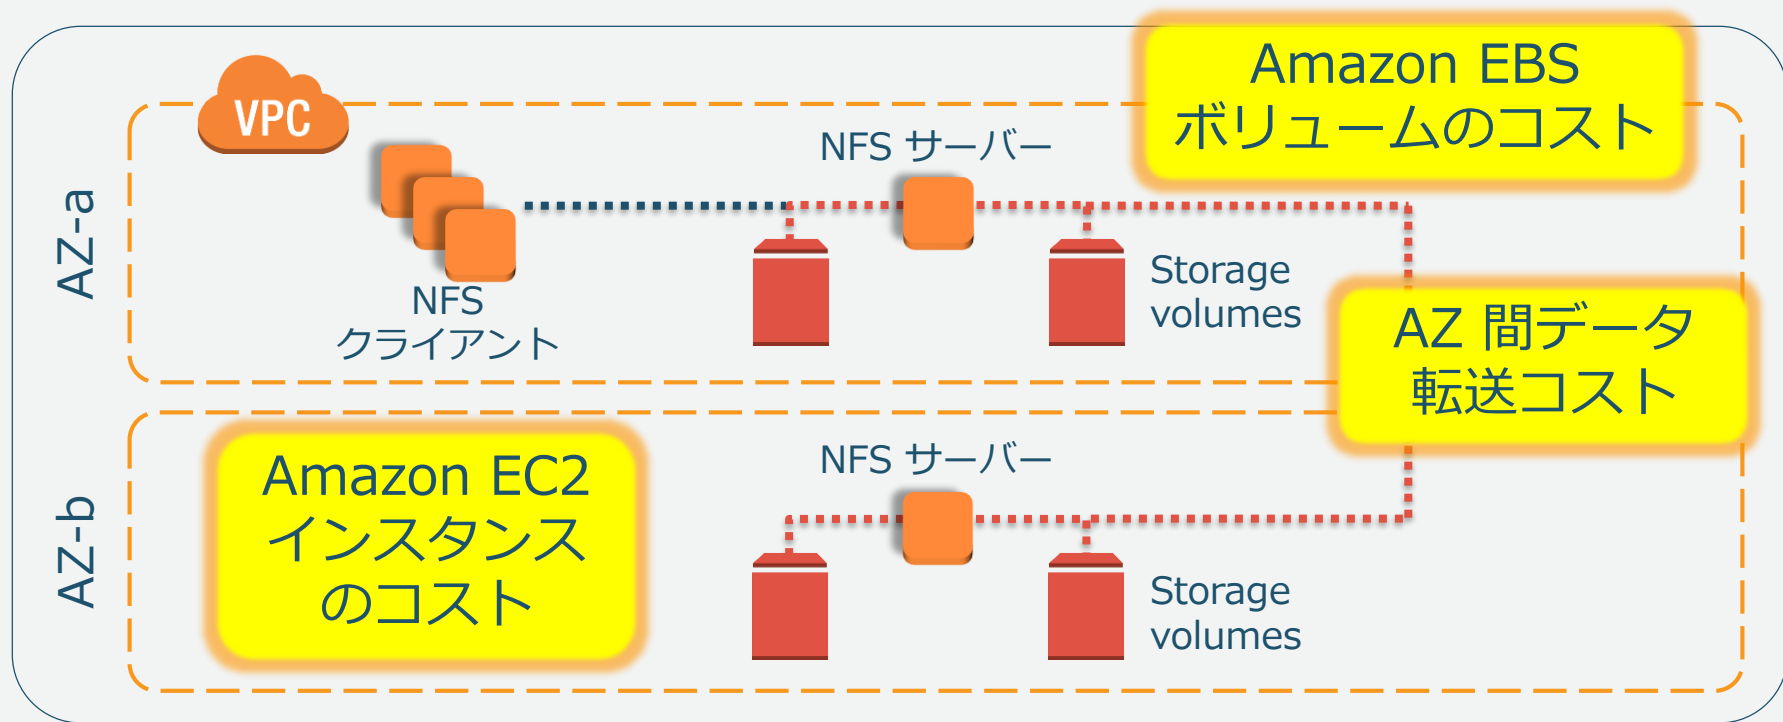 VPC
Amazon EBS
ボリュームのコスト
NFS サーバー
AZ-a
NFS
クライアント
Storage
volumes
AZ 間データ
転送コスト
AZ-b
Amazon EC2
インスタンス
のコスト
NFS サーバー
Storage
volumes